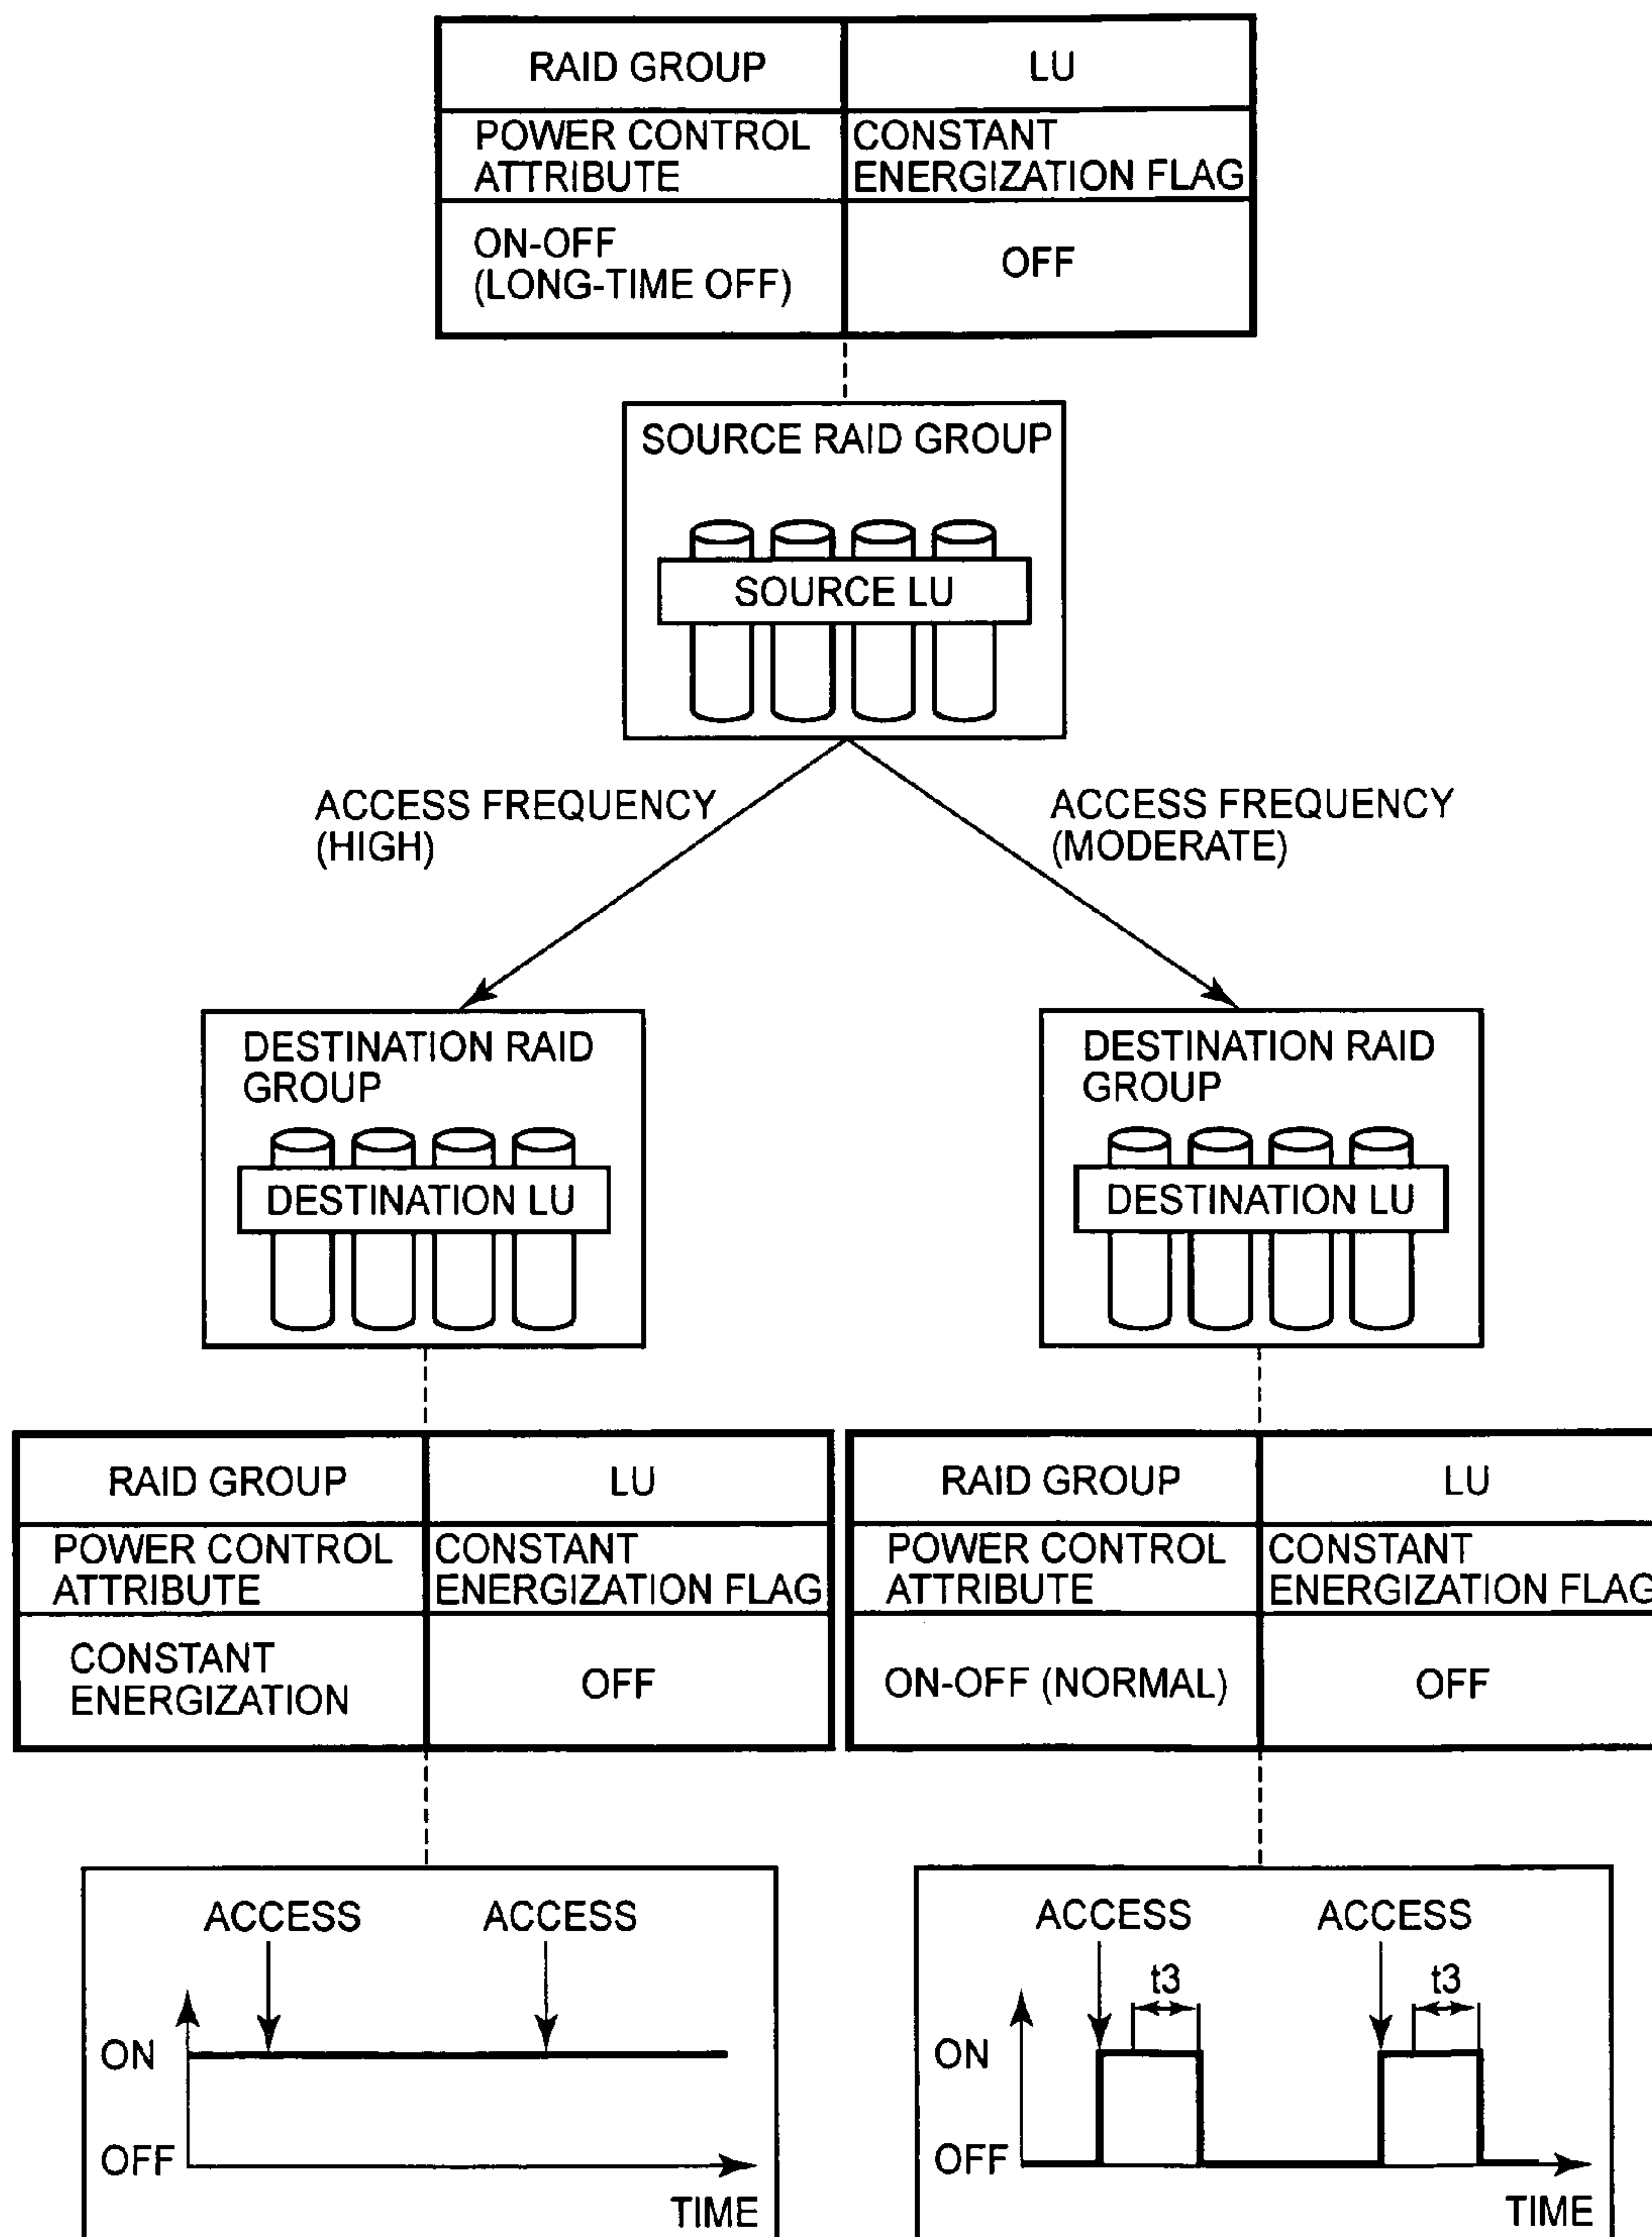 RAID GROUP
LU
POWER CONTROL
ATTRIBUTE
CONSTANT
ENERGIZATION FLAG
ON-OFF
(LONG-TIME OFF)
OFF
SOURCE RAID GROUP
SOURCE LU
ACCESS FREQUENCY
(HIGH)
ACCESS FREQUENCY
(MODERATE)
DESTINATION RAID
GROUP
DESTINATION LU
DESTINATION RAID
GROUP
DESTINATION LU
RAID GROUP
LU
POWER CONTROL
ATTRIBUTE
CONSTANT
ENERGIZATION FLAG
CONSTANT
ENERGIZATION
OFF
RAID GROUP
LU
POWER CONTROL
ATTRIBUTE
CONSTANT
ENERGIZATION FLAG
ON-OFF (NORMAL)
OFF
ACCESS
ACCESS
ON
OFF
TIME
ACCESS
ACCESS
t3
t3
ON
OFF
TIME